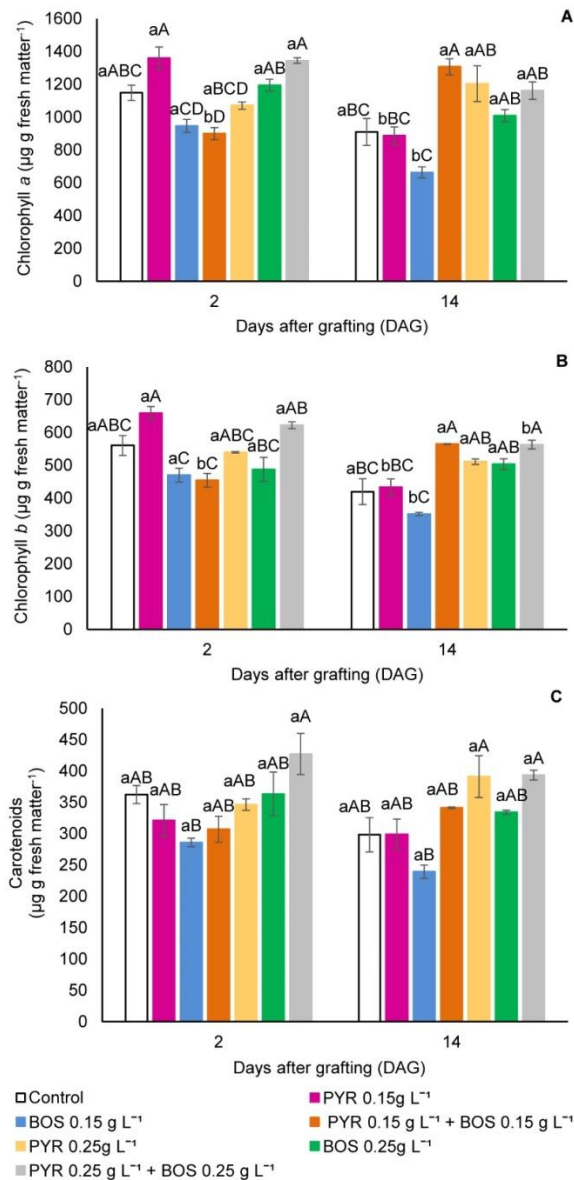 A
Chlorophyll a (µg g fresh matter⁻¹)
1600
1400
1200
1000
800
600
400
200
0
aABC
aA
aCD
bD
aBCD
aAB
aA
aBC
bBC
bC
aA
aAB
aAB
aAB
2
14
Days after grafting (DAG)
B
Chlorophyll b (µg g fresh matter⁻¹)
800
700
600
500
400
300
200
100
0
aABC
aA
aC
bC
aABC
aBC
aAB
aBC
bBC
bC
aA
aAB
aAB
bA
2
14
Days after grafting (DAG)
C
Carotenoids
(µg g fresh matter⁻¹)
500
450
400
350
300
250
200
150
100
50
0
aAB
aAB
aB
aAB
aAB
aAB
aA
aAB
aAB
aB
aAB
aA
aAB
aA
2
14
Days after grafting (DAG)
Control
PYR 0.15g L⁻¹
BOS 0.15 g L⁻¹
PYR 0.15 g L⁻¹ + BOS 0.15 g L⁻¹
PYR 0.25g L⁻¹
BOS 0.25g L⁻¹
PYR 0.25 g L⁻¹ + BOS 0.25 g L⁻¹